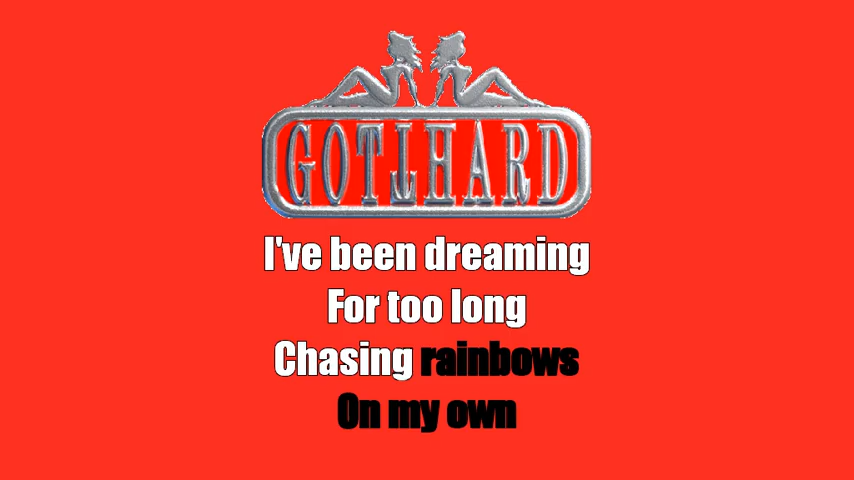 GOTTHARD
I've been dreaming
For too long
Chasing rainbows
On my own